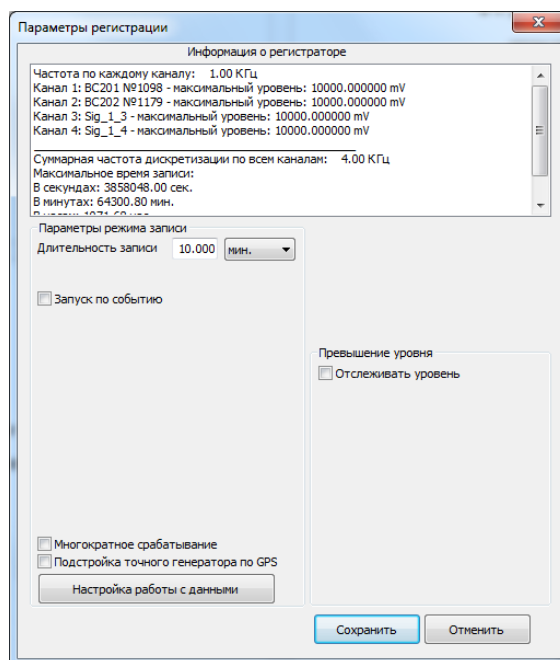 Параметры регистрации
Информация о регистраторе
Частота по каждому каналу: 1.00 КГц
Канал 1: BC201 №1098 - максимальный уровень: 10000.000000 mV
Канал 2: BC202 №1179 - максимальный уровень: 10000.000000 mV
Канал 3: Sig_1_3 - максимальный уровень: 10000.000000 mV
Канал 4: Sig_1_4 - максимальный уровень: 10000.000000 mV
Суммарная частота дискретизации по всем каналам: 4.00 КГц
Максимальное время записи:
В секундах: 3858048.00 сек.
В минутах: 64300.80 мин.
Параметры режима записи
Длительность записи 10.000 мин.
Запуск по событию
Превышение уровня
Отслеживать уровень
Многократное срабатывание
Подстройка точного генератора по GPS
Настройка работы с данными
Сохранить Отменить